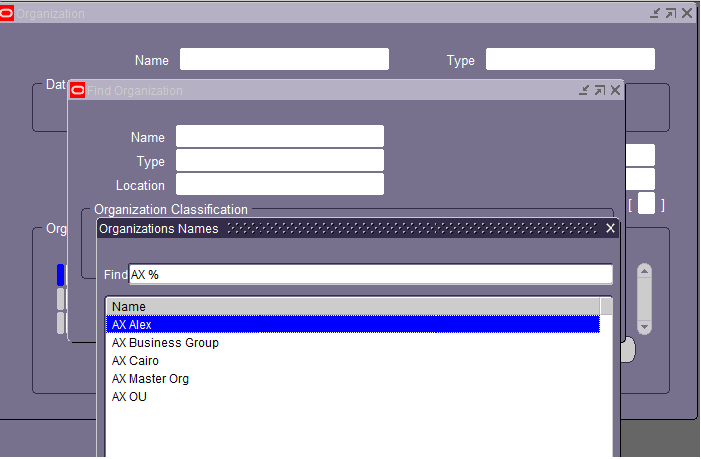 Organization
Name
Type
Dat
Find Organization
Name
Type
Location
[ ]
Organization Classification
Org
Organizations Names
Find AX %
Name
AX Alex
AX Business Group
AX Cairo
AX Master Org
AX OU